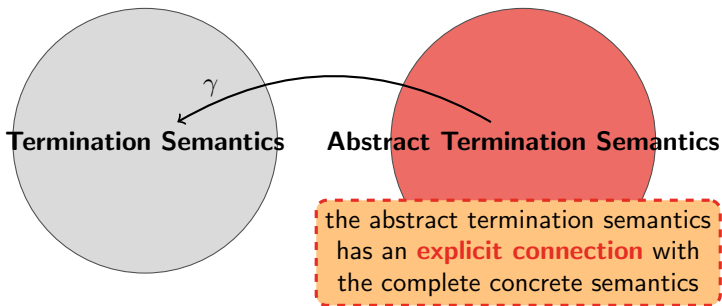 γ
Termination Semantics
Abstract Termination Semantics
the abstract termination semantics
has an explicit connection with
the complete concrete semantics